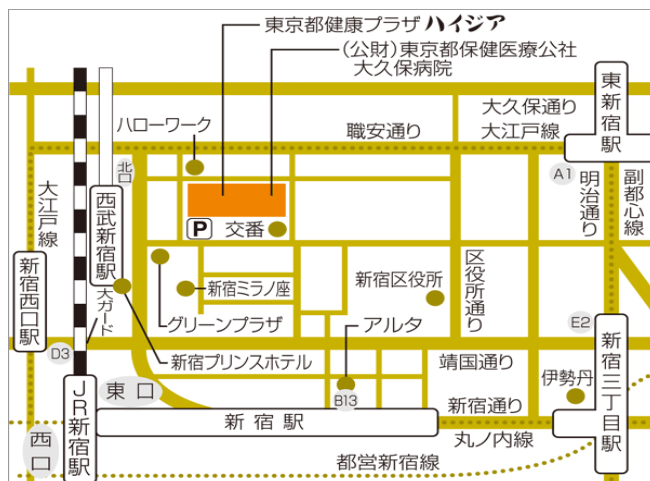 東京都健康プラザ ハイジア
(公財)東京都保健医療公社
大久保病院
大久保通り
東新宿駅
ハローワーク
職安通り
大江戸線
北口
A1
明治通り
副都心線
大江戸線
西武新宿駅
P
交番
新宿西口駅
大ガード
新宿ミラノ座
新宿区役所
区役所通り
グリーンプラザ
アルタ
E2
D3
新宿プリンスホテル
靖国通り
新宿三丁目駅
伊勢丹
JR新宿駅
東口
B13
新宿通り
新宿駅
丸ノ内線
西口
都営新宿線